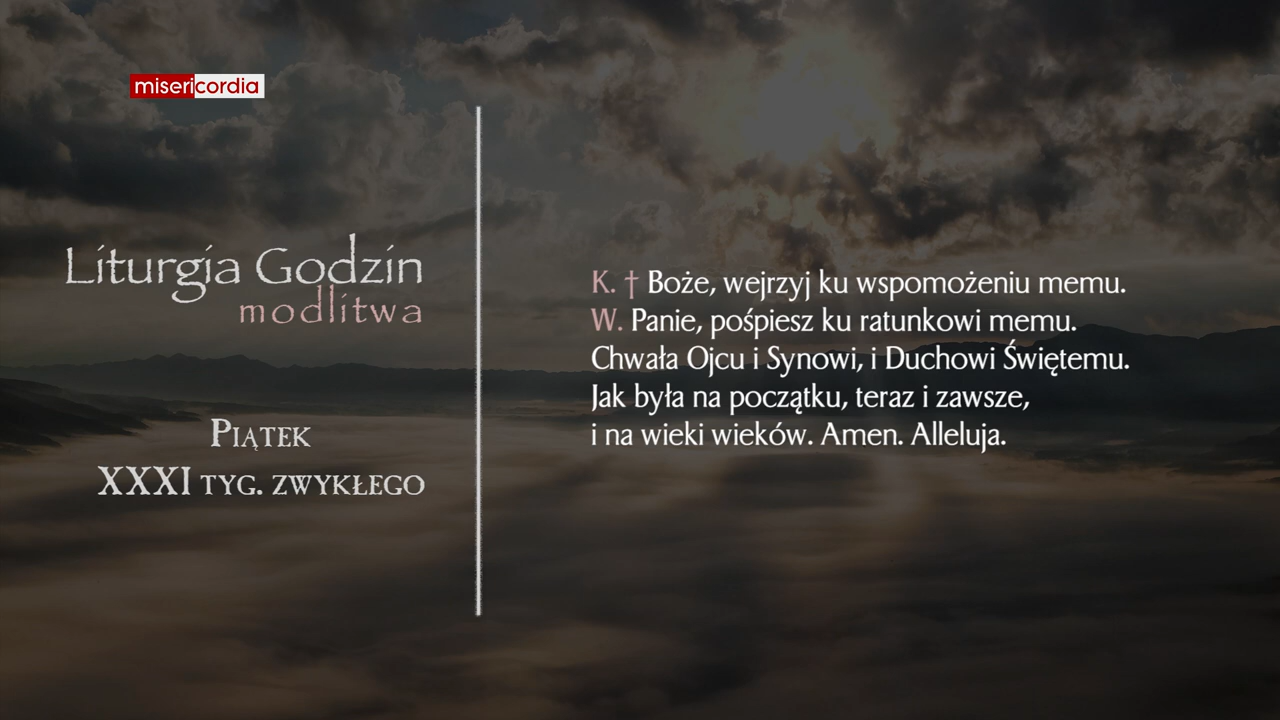 misericordia
Liturgia Godzin
modlitwa
Piątek
XXXI tyg. zwykłego
K. † Boże, wejrzyj ku wspomożeniu memu.
W. Panie, pośpiesz ku ratunkowi memu.
Chwała Ojcu i Synowi, i Duchowi Świętemu.
Jak była na początku, teraz i zawsze,
i na wieki wieków. Amen. Alleluja.